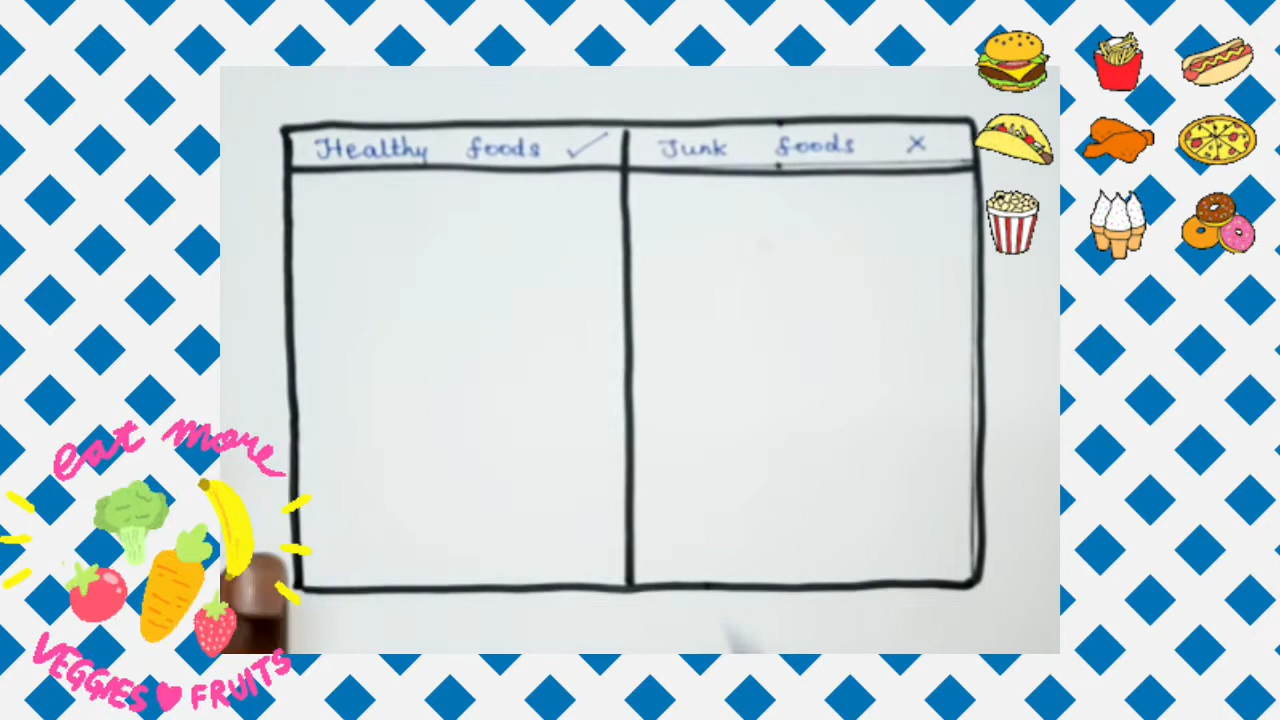 Healthy foods ✓ Junk foods ×
eat more
VEGGIES ♥ FRUITS